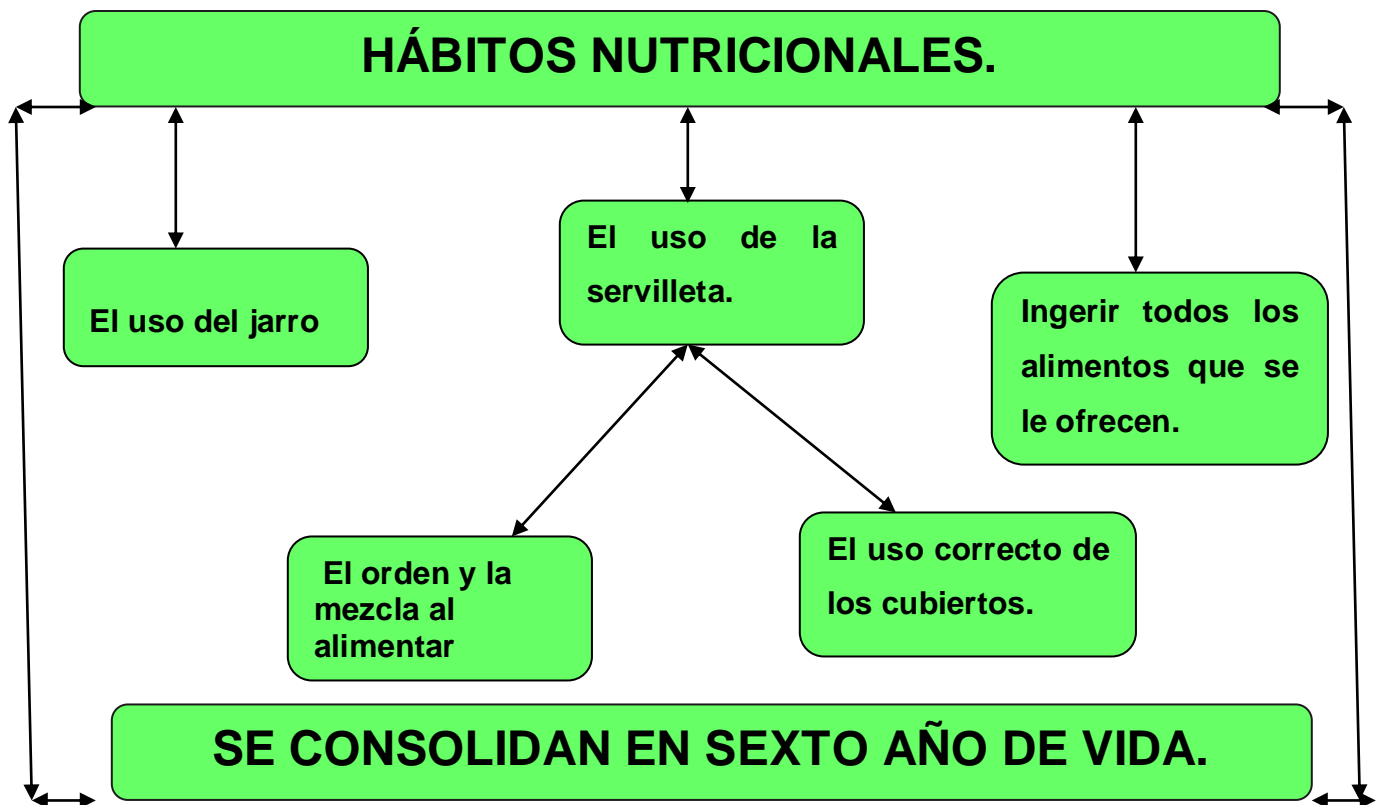 HÁBITOS NUTRICIONALES.
El uso del jarro
El uso de la
servilleta.
Ingerir todos los
alimentos que se
le ofrecen.
El orden y la
mezcla al
alimentar
El uso correcto de
los cubiertos.
SE CONSOLIDAN EN SEXTO AÑO DE VIDA.